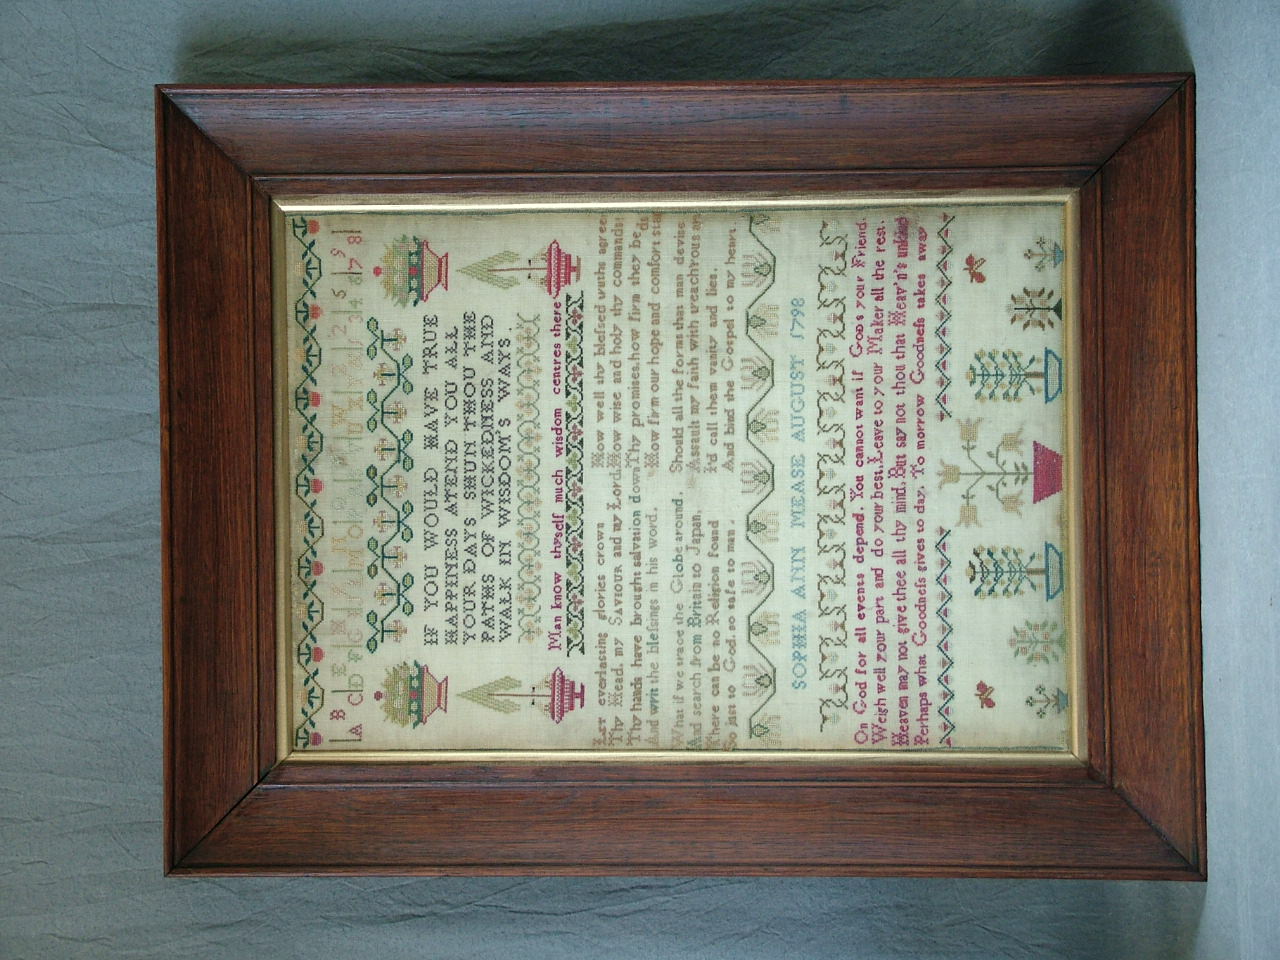 A B C D E F G H
IF YOU WOULD HAVE TRUE
HAPPINESS ATEND YOU ALL
YOUR DAYS SHUN THOU THE
PATHS OF WICKEDNESS AND
WALK IN WISDOM'S WAYS
Man know thyself much wisdom centres there
Let everlasting glories crown
Thy Head, my Saviour and my Lord,
Thy hands have brought salvation down
And writ the blessings in his word.
What if we trace the Globe around,
And search from Britain to Japan,
There can be no Religion found
So just to God, so safe to man,
How well thy blessed truths agree
How wise and holy thy commands
Thy promises, how firm they be
How firm our hope and comfort
Should all the forms that man devise
Assault my faith with treach'rous art
I'd call them vanity and lies,
And bind the Gospel to my heart
SOPHIA ANN MEASE AUGUST 1798
On God for all events depend, You cannot want if God's your Friend.
Weigh well your part and do your best, Leave to your Maker all the rest.
Heaven may not give thee all thy mind, But say not thou that Heav'n's unkind
Perhaps what Goodness gives to day, To morrow Goodness takes away